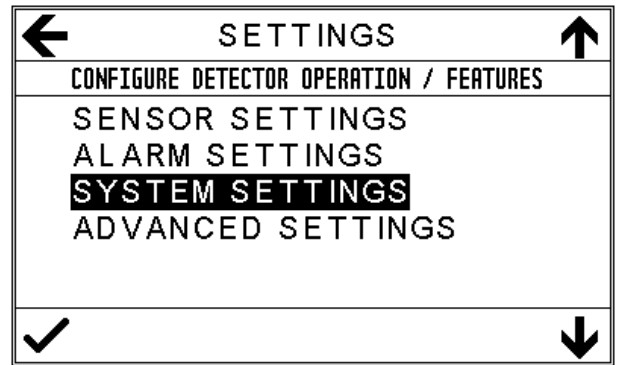 SETTINGS
CONFIGURE DETECTOR OPERATION / FEATURES
SENSOR SETTINGS
ALARM SETTINGS
SYSTEM SETTINGS
ADVANCED SETTINGS